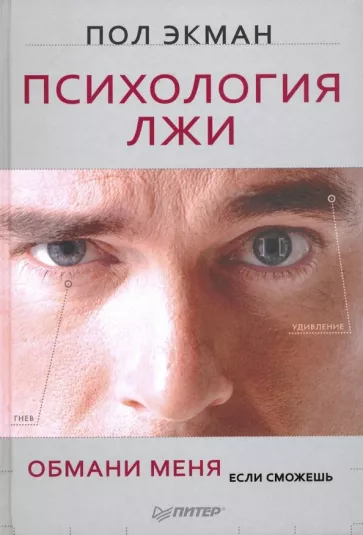 ПОЛ ЭКМАН
ПСИХОЛОГИЯ
ЛЖИ
УДИВЛЕНИЕ
ГНЕВ
ОБМАНИ МЕНЯ ЕСЛИ СМОЖЕШЬ
ПИТЕР